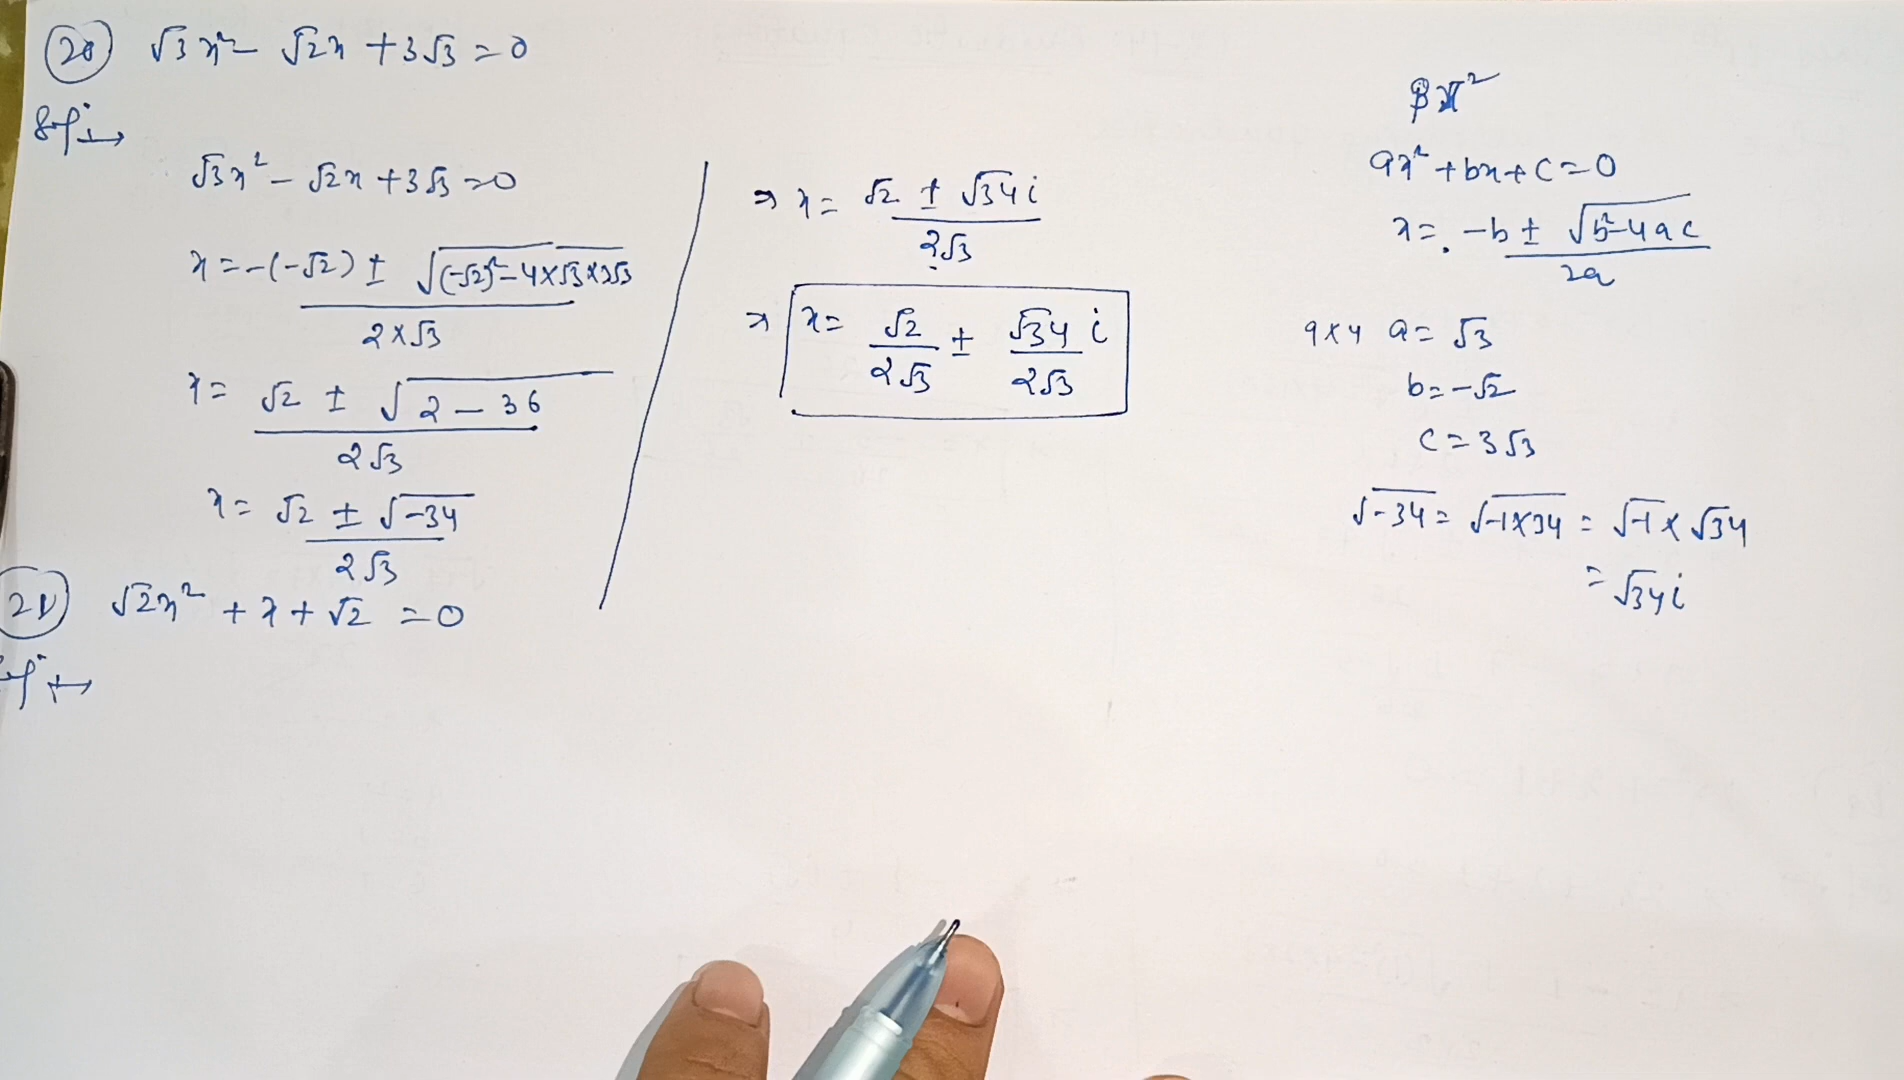 20 √3x² - √2x + 3√3 = 0
Sol:→
√3x² - √2x + 3√3 = 0
x = -(-√2) ± √(-√2)² - 4×√3×3√3
2×√3
x = √2 ± √2 - 36
2√3
x = √2 ± √-34
2√3
⇒ x = √2 ± √34 i
2√3
⇒ x = √2/2√3 ± √34/2√3 i
ax² + bx + c = 0
x = -b ± √b²-4ac
2a
9×4 a = √3
b = -√2
c = 3√3
√-34 = √-1×34 = √-1 × √34
= √34 i
21 √2x² + x + √2 = 0
Sol:→